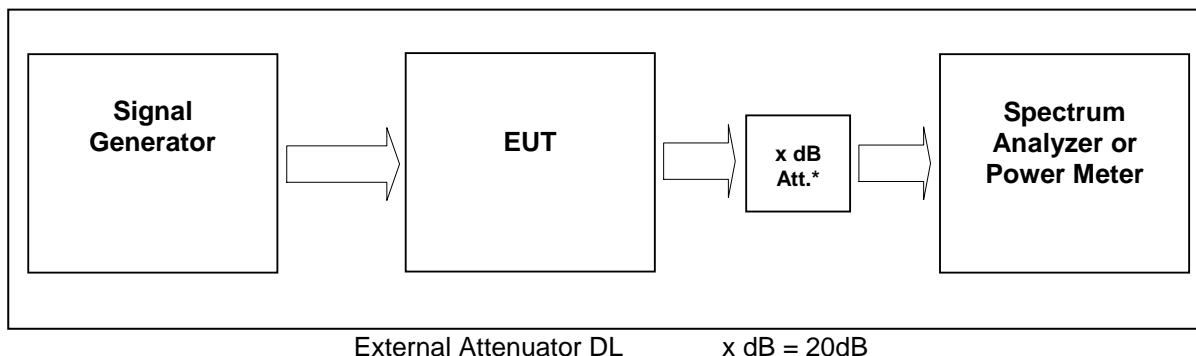 Signal
Generator
EUT
x dB
Att.*
Spectrum
Analyzer or
Power Meter
External Attenuator DL x dB = 20dB